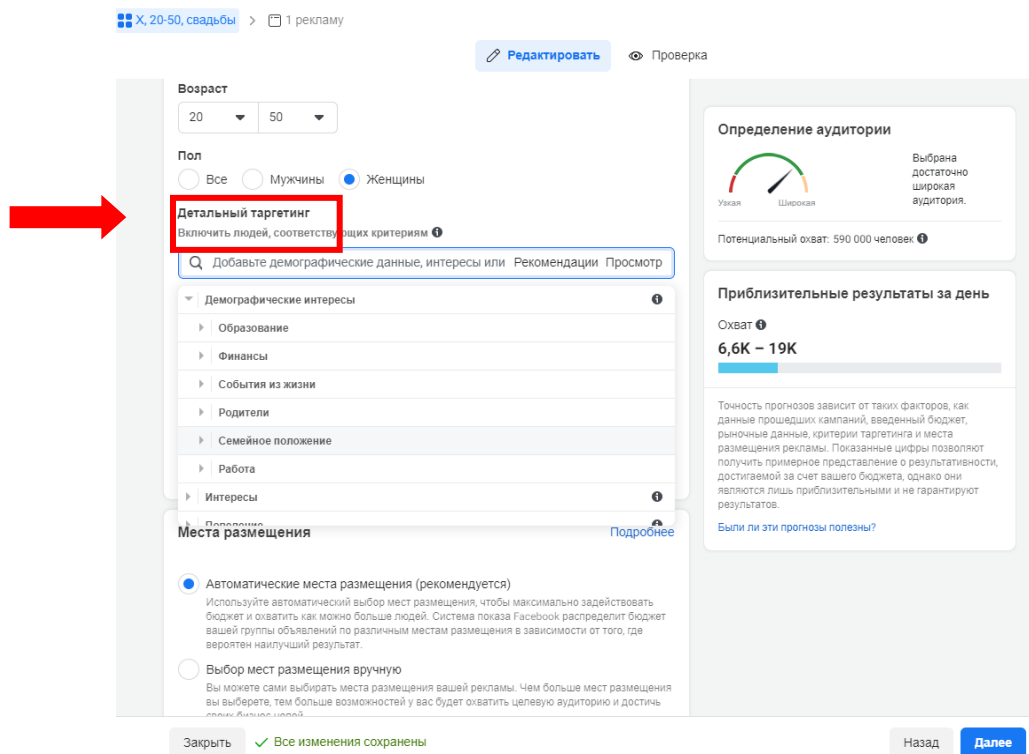 X, 20-50, свадьбы > 1 рекламу
Редактировать Проверка
Возраст
20 50
Пол
Все Мужчины Женщины
Детальный таргетинг
Включить людей, соответствующих критериям
Добавьте демографические данные, интересы или Рекомендации Просмотр
Демографические интересы
Образование
Финансы
События из жизни
Родители
Семейное положение
Работа
Интересы
Поведение
Места размещения Подробнее
Автоматические места размещения (рекомендуется)
Используйте автоматический выбор мест размещения, чтобы максимально задействовать
бюджет и охватить как можно больше людей. Система показа Facebook распределит бюджет
вашей группы объявлений по различным местам размещения в зависимости от того, где
вероятен наилучший результат.
Выбор мест размещения вручную
Вы можете сами выбирать места размещения вашей рекламы. Чем больше мест размещения
вы выберете, тем больше возможностей у вас будет охватить целевую аудиторию и достичь
своих бизнес-целей.
Определение аудитории
Выбрана
достаточно
широкая
аудитория.
Узкая Широкая
Потенциальный охват: 590 000 человек
Приблизительные результаты за день
Охват
6,6K – 19K
Точность прогнозов зависит от таких факторов, как
данные прошедших кампаний, введенный бюджет,
рыночные данные, критерии таргетинга и места
размещения рекламы. Показанные цифры позволяют
получить примерное представление о результативности,
достигаемой за счет вашего бюджета, однако они
являются лишь приблизительными и не гарантируют
результатов.
Были ли эти прогнозы полезны?
Закрыть Все изменения сохранены Назад Далее